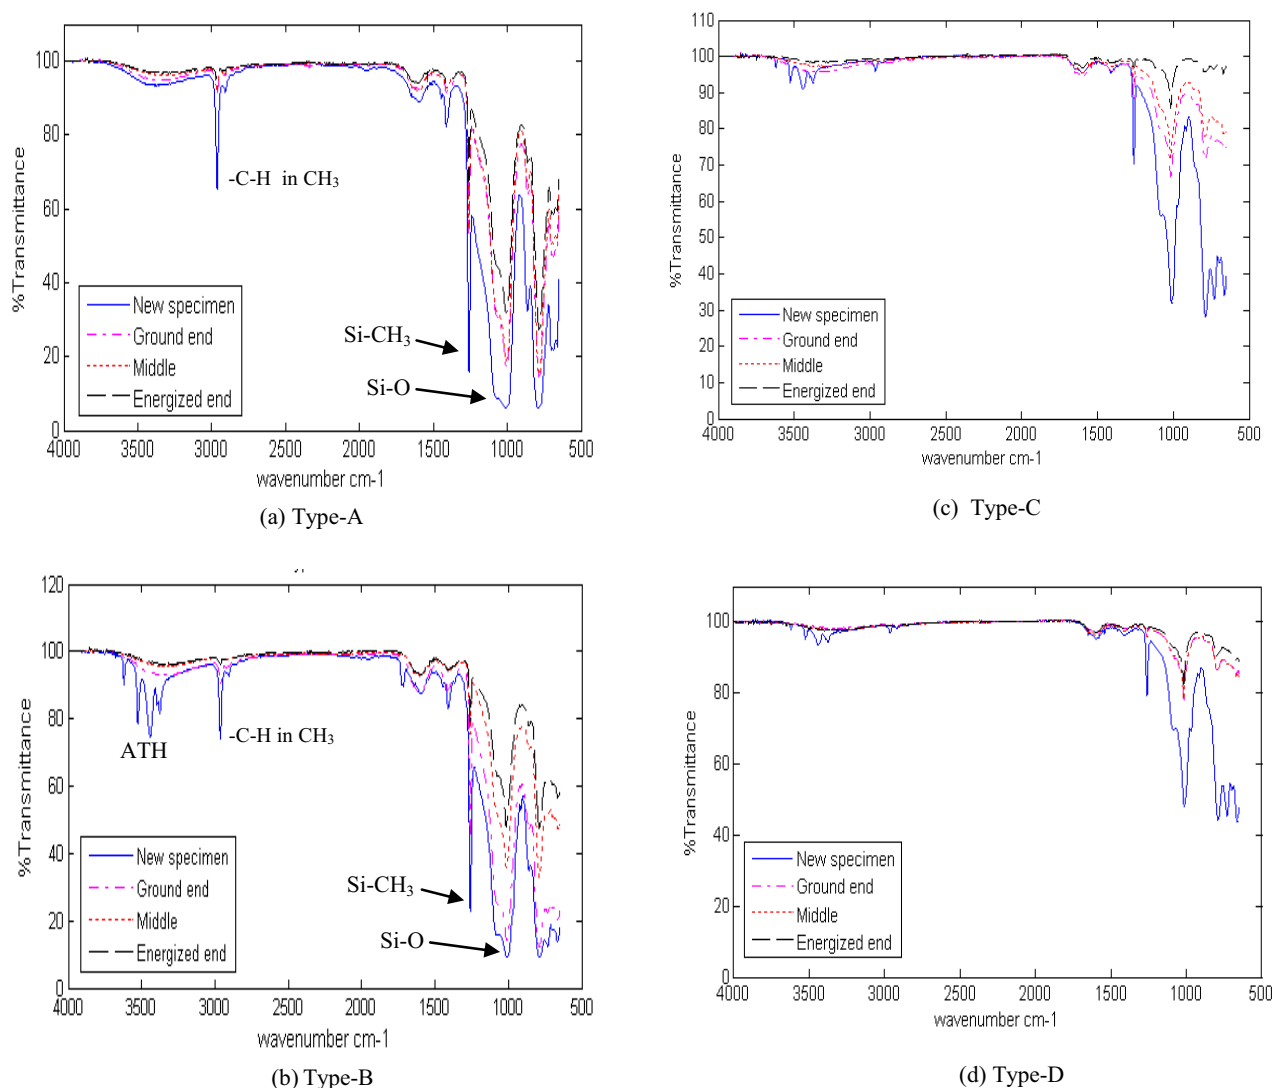 100
80
60
40
20
0
%Transmittance
-C-H in CH3
Si-CH3
Si-O
New specimen
Ground end
Middle
Energized end
4000 3500 3000 2500 2000 1500 1000 500
wavenumber cm-1
(a) Type-A
110
100
90
80
70
60
50
40
30
20
10
0
%Transmittance
New specimen
Ground end
Middle
Energized end
4000 3500 3000 2500 2000 1500 1000 500
wavenumber cm-1
(c) Type-C
120
100
80
60
40
20
0
%Transmittance
ATH
-C-H in CH3
Si-CH3
Si-O
New specimen
Ground end
Middle
Energized end
4000 3500 3000 2500 2000 1500 1000 500
wavenumber cm-1
(b) Type-B
100
80
60
40
20
0
%Transmittance
New specimen
Ground end
Middle
Energized end
4000 3500 3000 2500 2000 1500 1000 500
wavenumber cm-1
(d) Type-D